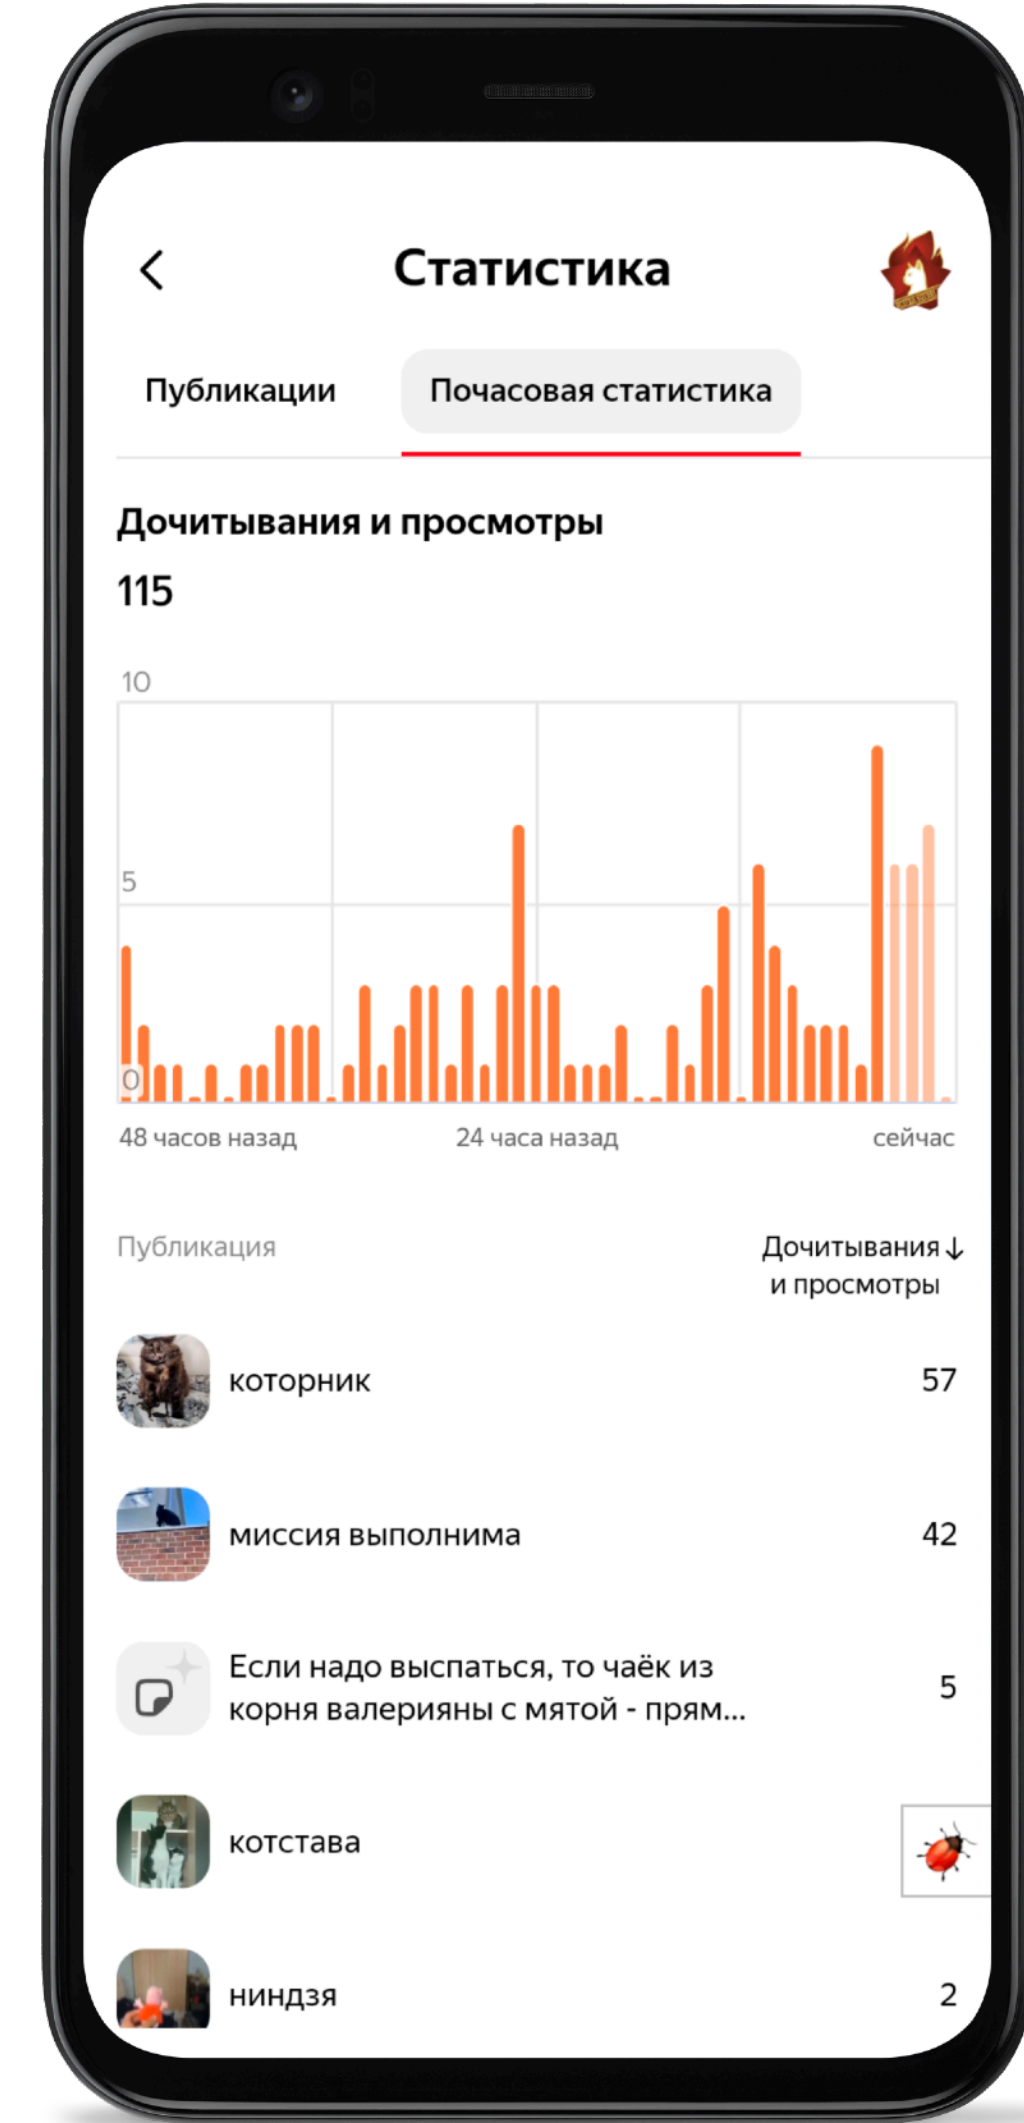 Статистика
Публикации
Почасовая статистика
Дочитывания и просмотры
115
10
5
0
48 часов назад
24 часа назад
сейчас
Публикация
Дочитывания↓
и просмотры
которник
57
миссия выполнима
42
Если надо выспаться, то чаёк из
корня валерияны с мятой - прям...
5
котстава
ниндзя
2